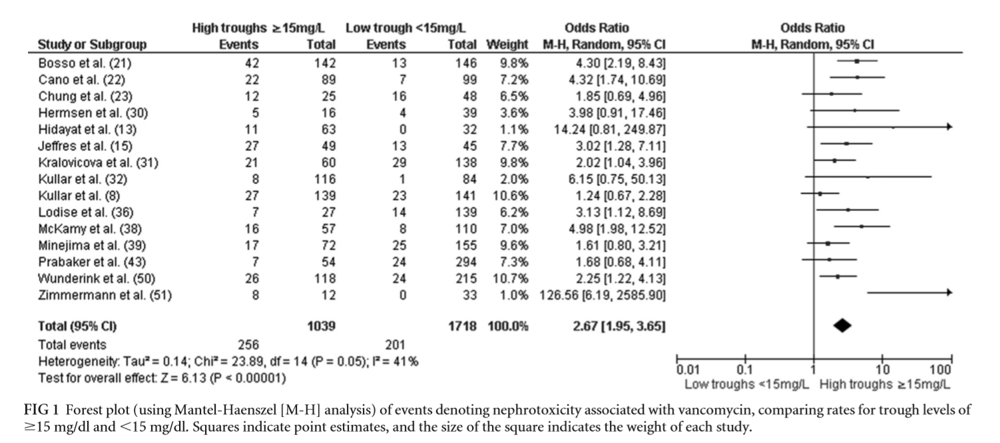 High troughs ≥15mg/L Low trough <15mg/L Odds Ratio Odds Ratio
Study or Subgroup Events Total Events Total Weight M-H, Random, 95% CI M-H, Random, 95% CI
Bosso et al. (21) 42 142 13 146 9.8% 4.30 [2.19, 8.43]
Cano et al. (22) 22 89 7 99 7.2% 4.32 [1.74, 10.69]
Chung et al. (23) 12 25 16 48 6.5% 1.85 [0.69, 4.96]
Hermsen et al. (30) 5 16 4 39 3.6% 3.98 [0.91, 17.46]
Hidayat et al. (13) 11 63 0 32 1.1% 14.24 [0.81, 249.87]
Jeffres et al. (15) 27 49 13 45 7.7% 3.02 [1.28, 7.11]
Kralovicova et al. (31) 21 60 29 138 9.8% 2.02 [1.04, 3.96]
Kullar et al. (32) 8 116 1 84 2.0% 6.15 [0.75, 50.13]
Kullar et al. (8) 27 139 23 141 10.6% 1.24 [0.67, 2.28]
Lodise et al. (36) 7 27 14 139 6.2% 3.13 [1.12, 8.69]
McKamy et al. (38) 16 57 8 110 7.0% 4.98 [1.98, 12.52]
Minejima et al. (39) 17 72 25 155 9.6% 1.61 [0.80, 3.21]
Prabaker et al. (43) 7 54 24 294 7.3% 1.68 [0.68, 4.11]
Wunderink et al. (50) 26 118 24 215 10.7% 2.25 [1.22, 4.13]
Zimmermann et al. (51) 8 12 0 33 1.0% 126.56 [6.19, 2585.90]
Total (95% CI) 1039 1718 100.0% 2.67 [1.95, 3.65]
Total events 256 201
Heterogeneity: Tau² = 0.14; Chi² = 23.89, df = 14 (P = 0.05); I² = 41%
Test for overall effect: Z = 6.13 (P < 0.00001)
0.01 0.1 1 10 100
Low troughs <15mg/L High troughs ≥15mg/L
FIG 1 Forest plot (using Mantel-Haenszel [M-H] analysis) of events denoting nephrotoxicity associated with vancomycin, comparing rates for trough levels of
≥15 mg/dl and <15 mg/dl. Squares indicate point estimates, and the size of the square indicates the weight of each study.